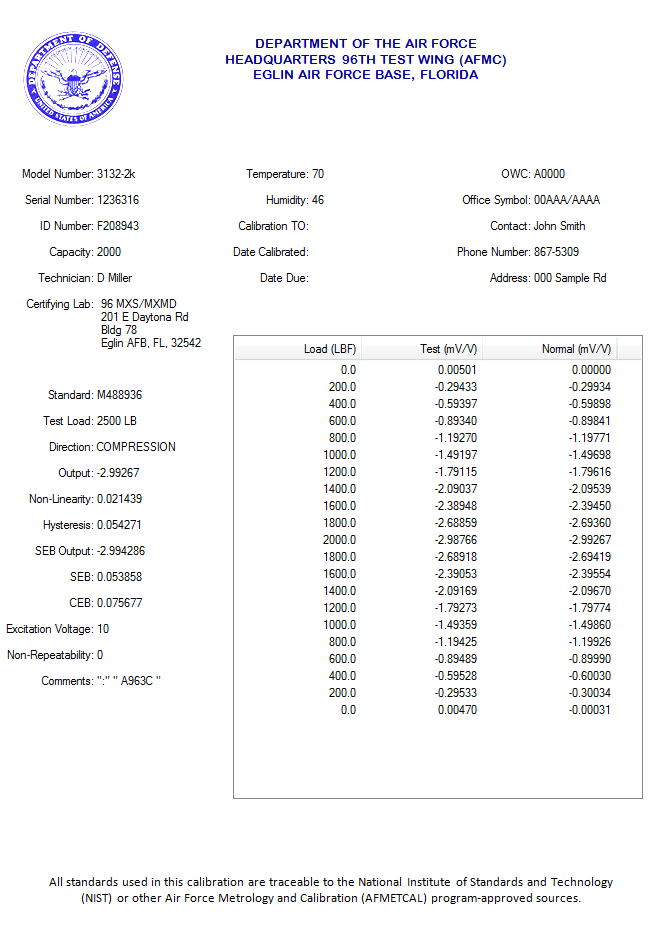 DEPARTMENT OF DEFENSE
UNITED STATES OF AMERICA
DEPARTMENT OF THE AIR FORCE
HEADQUARTERS 96TH TEST WING (AFMC)
EGLIN AIR FORCE BASE, FLORIDA
Model Number: 3132-2k Temperature: 70 OWC: A0000
Serial Number: 1236316 Humidity: 46 Office Symbol: 00AAA/AAAA
ID Number: F208943 Calibration TO: Contact: John Smith
Capacity: 2000 Date Calibrated: Phone Number: 867-5309
Technician: D Miller Date Due: Address: 000 Sample Rd
Certifying Lab: 96 MXS/MXMD
201 E Daytona Rd
Bldg 78
Eglin AFB, FL, 32542
Standard: M488936
Test Load: 2500 LB
Direction: COMPRESSION
Output: -2.99267
Non-Linearity: 0.021439
Hysteresis: 0.054271
SEB Output: -2.994286
SEB: 0.053858
CEB: 0.075677
Excitation Voltage: 10
Non-Repeatability: 0
Comments: ":" " A963C "
Load (LBF) Test (mV/V) Normal (mV/V)
0.0 0.00501 0.00000
200.0 -0.29433 -0.29934
400.0 -0.59397 -0.59898
600.0 -0.89340 -0.89841
800.0 -1.19270 -1.19771
1000.0 -1.49197 -1.49698
1200.0 -1.79115 -1.79616
1400.0 -2.09037 -2.09539
1600.0 -2.38948 -2.39450
1800.0 -2.68859 -2.69360
2000.0 -2.98766 -2.99267
1800.0 -2.68918 -2.69419
1600.0 -2.39053 -2.39554
1400.0 -2.09169 -2.09670
1200.0 -1.79273 -1.79774
1000.0 -1.49359 -1.49860
800.0 -1.19425 -1.19926
600.0 -0.89489 -0.89990
400.0 -0.59528 -0.60030
200.0 -0.29533 -0.30034
0.0 0.00470 -0.00031
All standards used in this calibration are traceable to the National Institute of Standards and Technology
(NIST) or other Air Force Metrology and Calibration (AFMETCAL) program-approved sources.